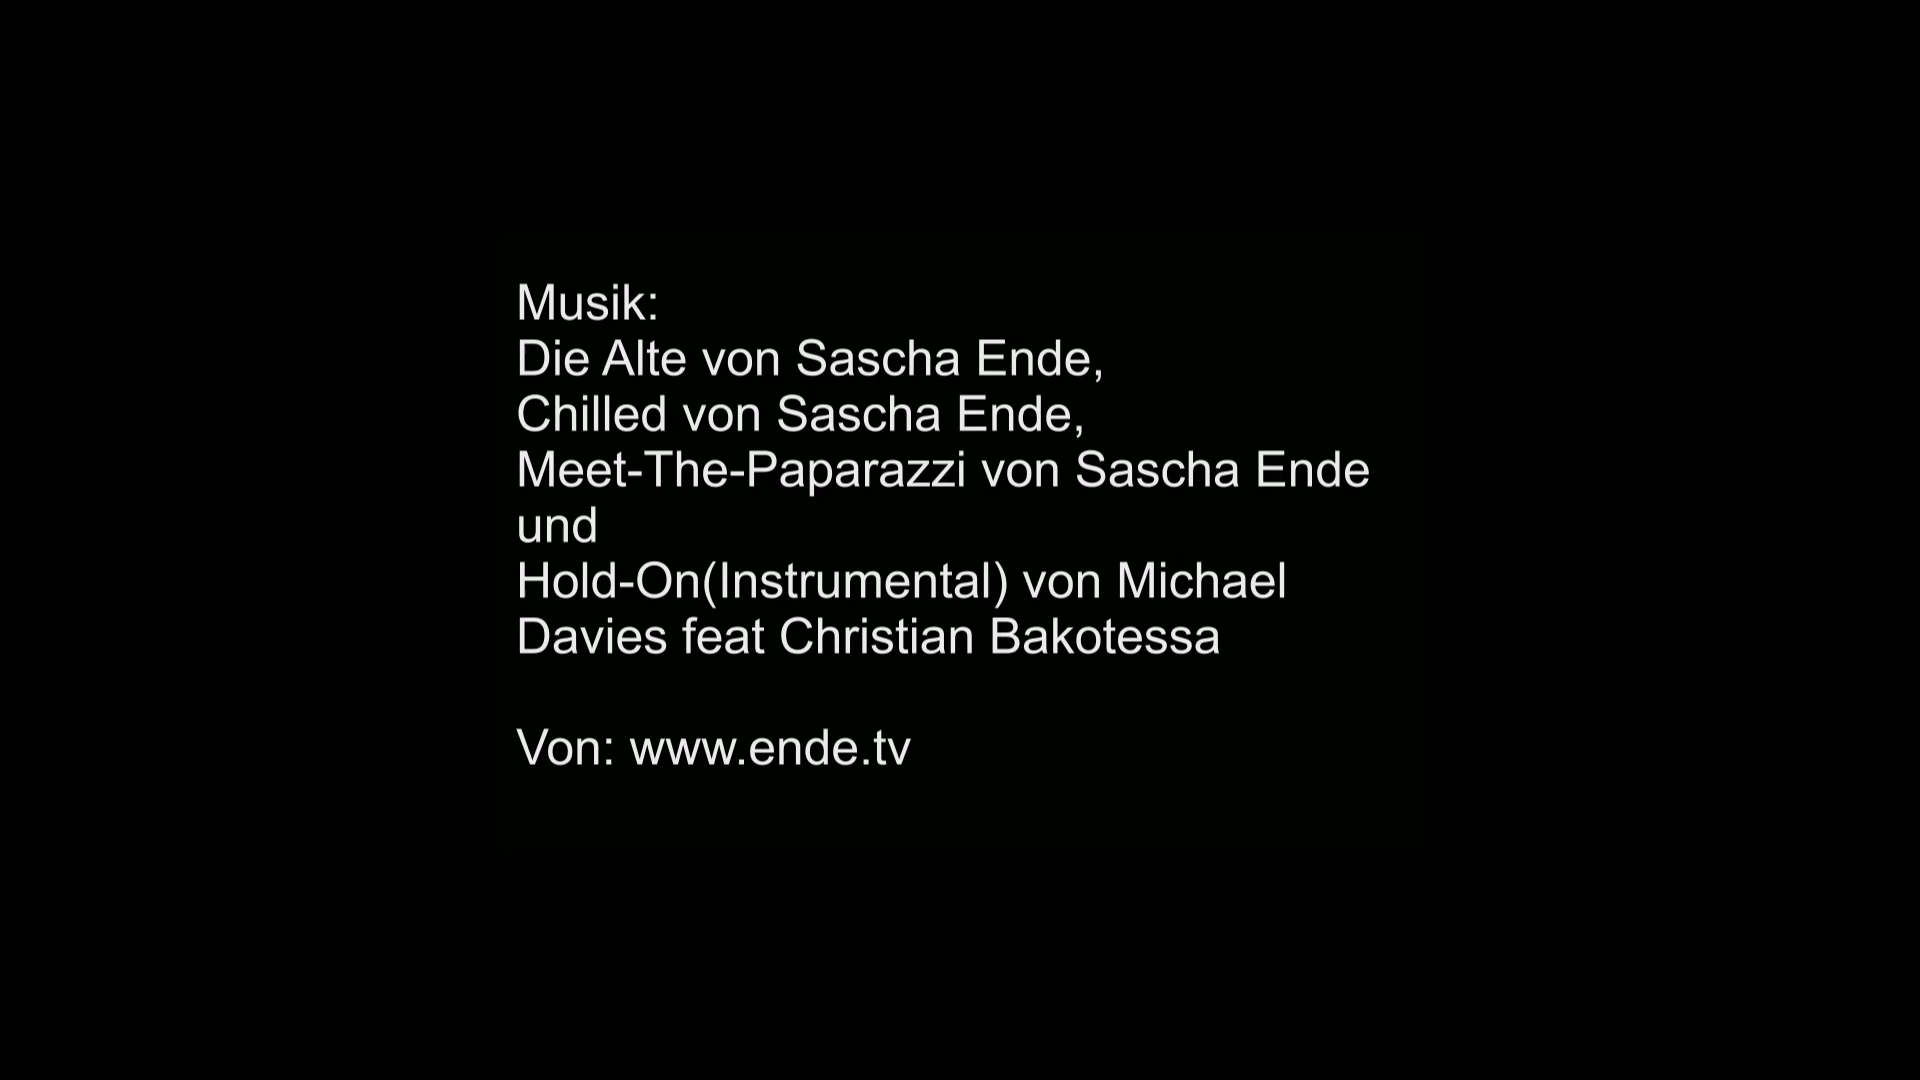 Musik:
Die Alte von Sascha Ende,
Chilled von Sascha Ende,
Meet-The-Paparazzi von Sascha Ende
und
Hold-On(Instrumental) von Michael
Davies feat Christian Bakotessa
Von: www.ende.tv